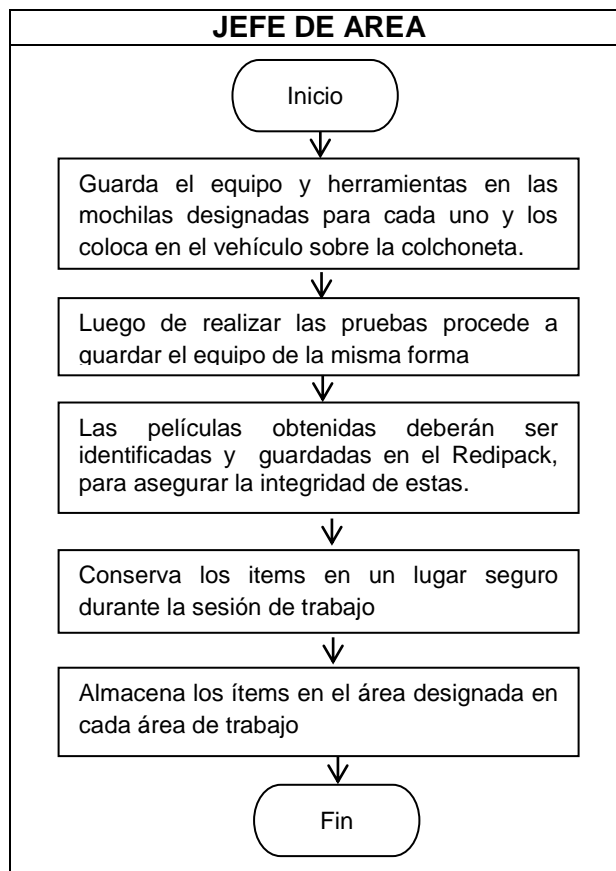 JEFE DE AREA
Inicio
Guarda el equipo y herramientas en las
mochilas designadas para cada uno y los
coloca en el vehículo sobre la colchoneta.
Luego de realizar las pruebas procede a
guardar el equipo de la misma forma
Las películas obtenidas deberán ser
identificadas y guardadas en el Redipack,
para asegurar la integridad de estas.
Conserva los items en un lugar seguro
durante la sesión de trabajo
Almacena los ítems en el área designada en
cada área de trabajo
Fin